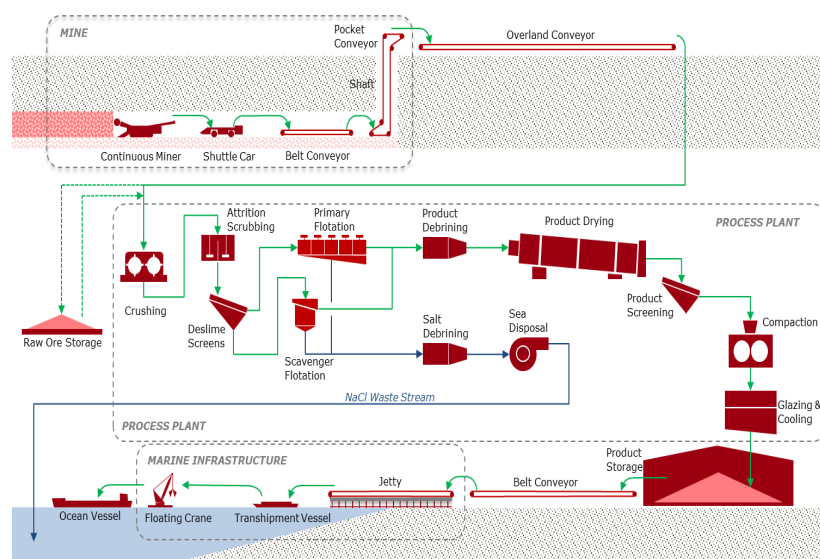 MINE
Pocket
Conveyor
Overland Conveyor
Shaft
Continuous Miner
Shuttle Car
Belt Conveyor
Attrition
Scrubbing
Primary
Flotation
Product
Debrining
Product Drying
PROCESS PLANT
Crushing
Deslime
Screens
Scavenger
Flotation
Salt
Debrining
Sea
Disposal
Product
Screening
Compaction
Raw Ore Storage
NaCl Waste Stream
Glazing &
Cooling
PROCESS PLANT
MARINE INFRASTRUCTURE
Product
Storage
Jetty
Belt Conveyor
Ocean Vessel
Floating Crane
Transhipment Vessel